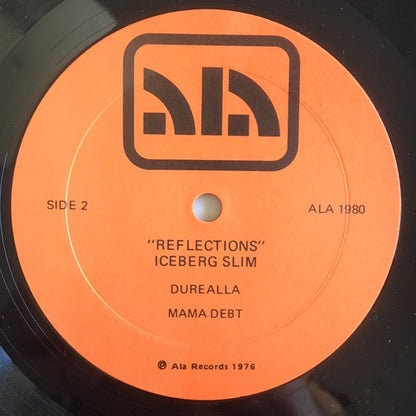 ala
SIDE 2
ALA 1980
"REFLECTIONS"
ICEBERG SLIM
DUREALLA
MAMA DEBT
℗ Ala Records 1976